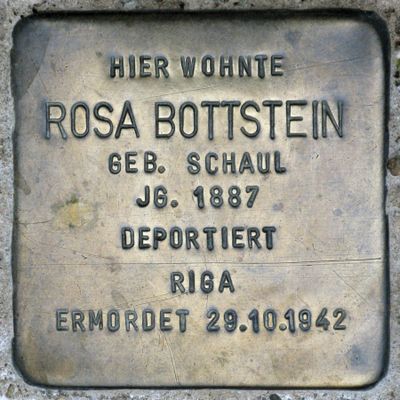 HIER WOHNTE
ROSA BOTTSTEIN
GEB. SCHAUL
JG. 1887
DEPORTIERT
RIGA
ERMORDET 29.10.1942